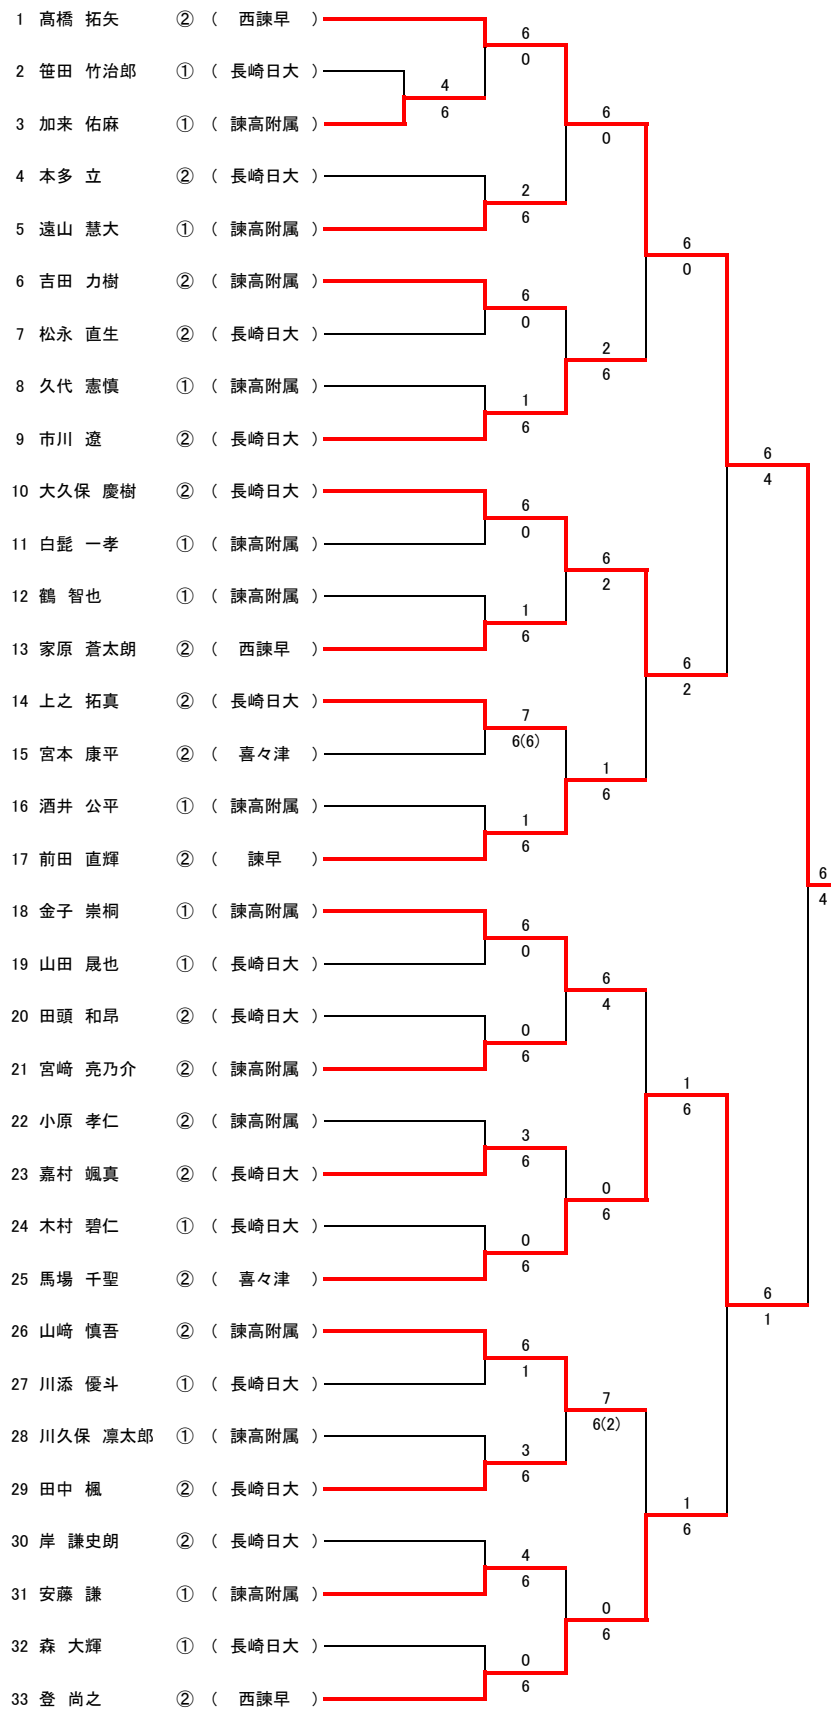 1 髙橋 拓矢 ② ( 西諫早 )
6
0
2 笹田 竹治郎 ① ( 長崎日大 )
4
6
3 加来 佑麻 ① ( 諫高附属 )
6
0
4 本多 立 ② ( 長崎日大 )
2
6
5 遠山 慧大 ① ( 諫高附属 )
6
0
6 吉田 力樹 ② ( 諫高附属 )
6
0
7 松永 直生 ② ( 長崎日大 )
2
6
8 久代 憲慎 ① ( 諫高附属 )
1
6
9 市川 遼 ② ( 長崎日大 )
6
4
10 大久保 慶樹 ② ( 長崎日大 )
6
0
11 白髭 一孝 ① ( 諫高附属 )
6
2
12 鶴 智也 ① ( 諫高附属 )
1
6
13 家原 蒼太朗 ② ( 西諫早 )
6
2
14 上之 拓真 ② ( 長崎日大 )
7
6(6)
15 宮本 康平 ② ( 喜々津 )
1
6
16 酒井 公平 ① ( 諫高附属 )
1
6
17 前田 直輝 ② ( 諫早 )
6
4
18 金子 崇桐 ① ( 諫高附属 )
6
0
19 山田 晟也 ① ( 長崎日大 )
6
4
20 田頭 和昂 ② ( 長崎日大 )
0
6
21 宮﨑 亮乃介 ② ( 諫高附属 )
1
6
22 小原 孝仁 ② ( 諫高附属 )
3
6
23 嘉村 颯真 ② ( 長崎日大 )
0
6
24 木村 碧仁 ① ( 長崎日大 )
0
6
25 馬場 千聖 ② ( 喜々津 )
6
1
26 山﨑 慎吾 ② ( 諫高附属 )
6
1
27 川添 優斗 ① ( 長崎日大 )
7
6(2)
28 川久保 凛太郎 ① ( 諫高附属 )
3
6
29 田中 楓 ② ( 長崎日大 )
1
6
30 岸 謙史朗 ② ( 長崎日大 )
4
6
31 安藤 謙 ① ( 諫高附属 )
0
6
32 森 大輝 ① ( 長崎日大 )
0
6
33 登 尚之 ② ( 西諫早 )